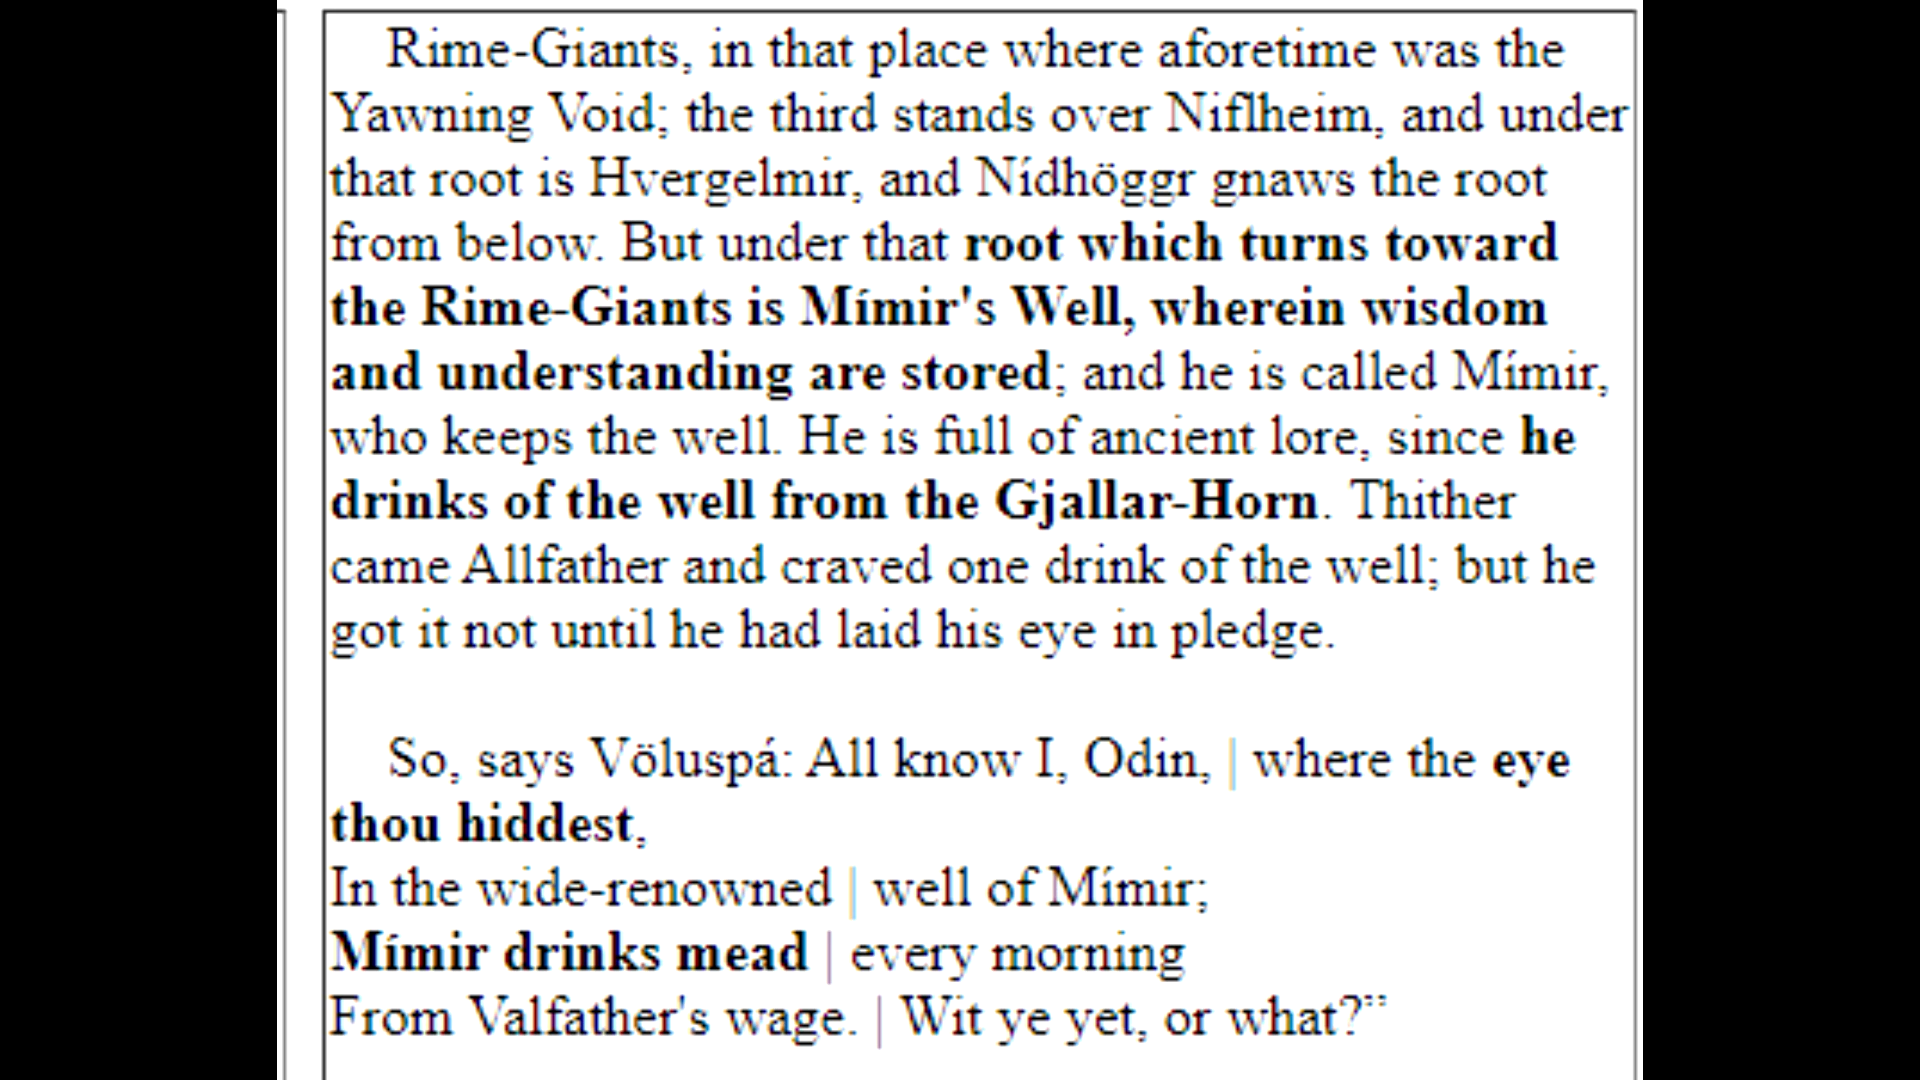 Rime-Giants, in that place where aforetime was the
Yawning Void; the third stands over Niflheim, and under
that root is Hvergelmir, and Nídhöggr gnaws the root
from below. But under that root which turns toward
the Rime-Giants is Mímir's Well, wherein wisdom
and understanding are stored; and he is called Mímir,
who keeps the well. He is full of ancient lore, since he
drinks of the well from the Gjallar-Horn. Thither
came Allfather and craved one drink of the well; but he
got it not until he had laid his eye in pledge.
So, says Völuspá: All know I, Odin, | where the eye
thou hiddest,
In the wide-renowned | well of Mímir;
Mímir drinks mead | every morning
From Valfather's wage. | Wit ye yet, or what?”